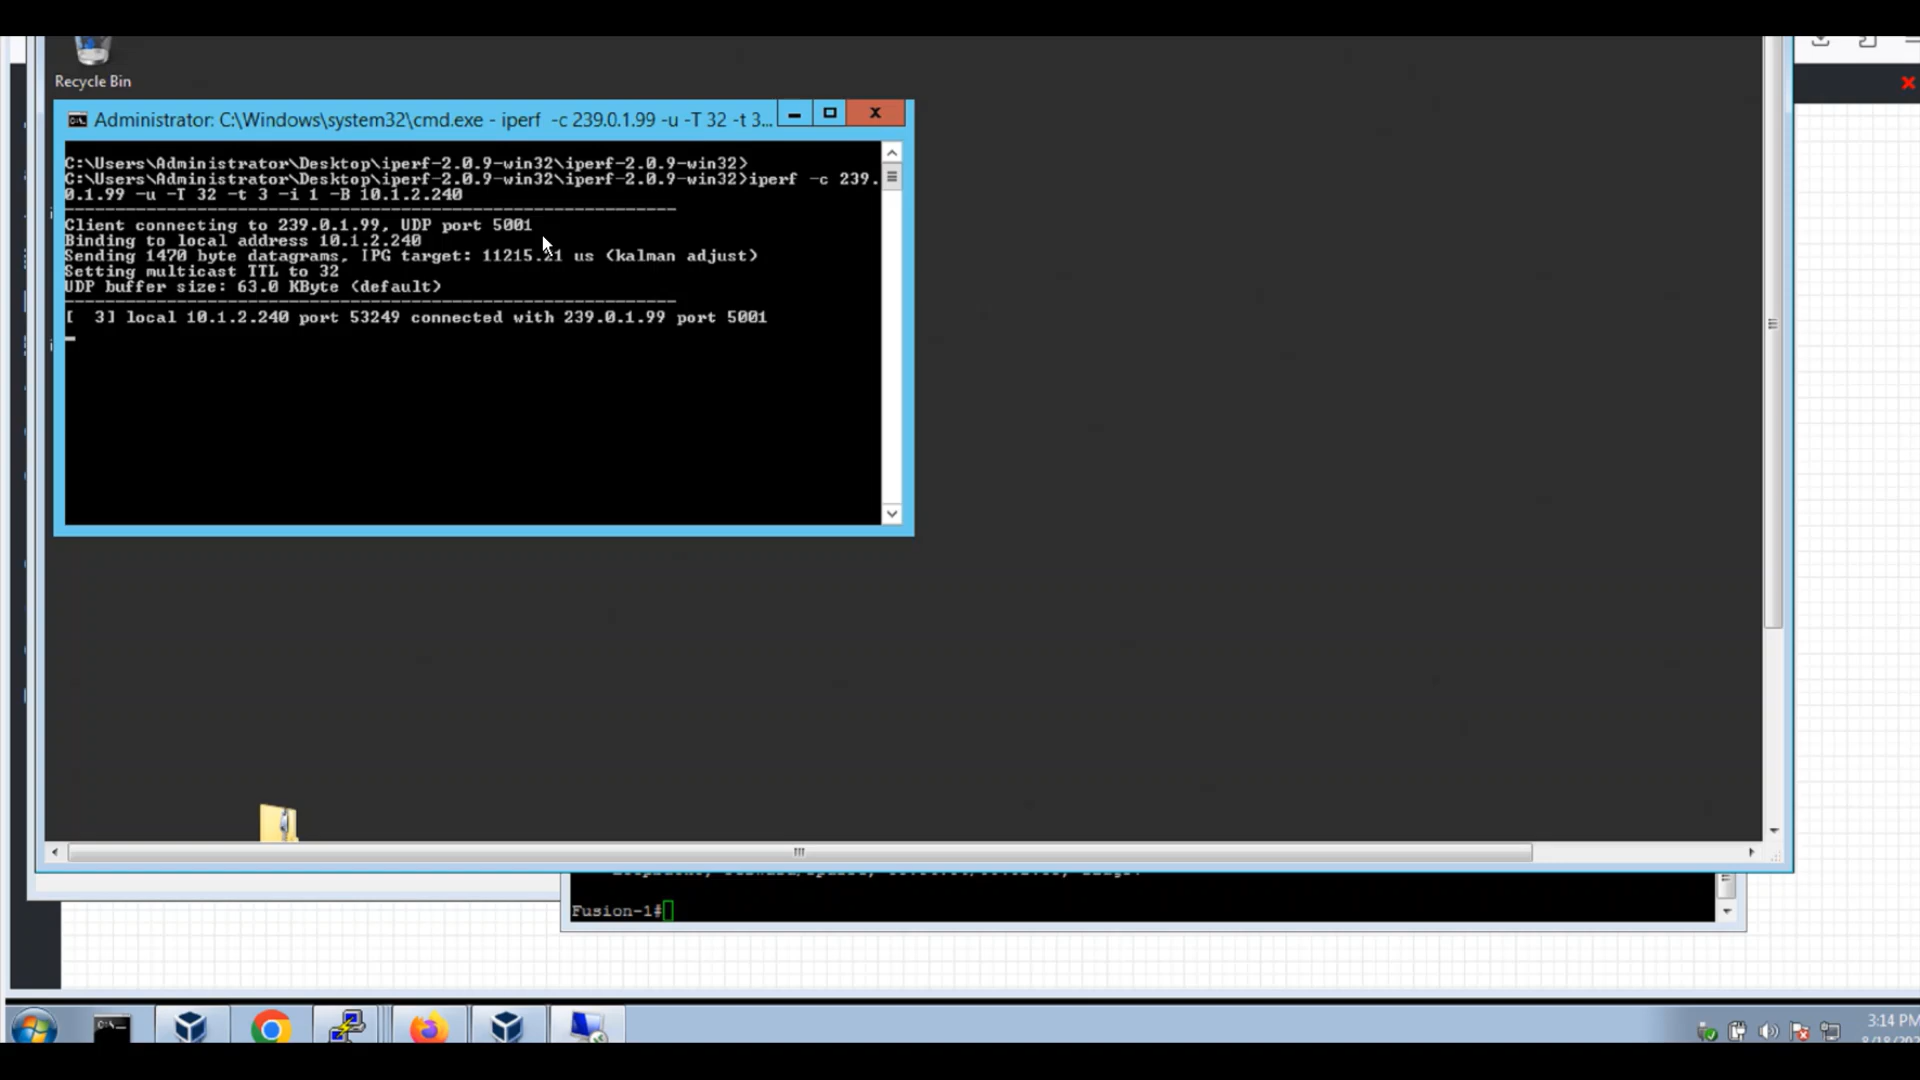 Recycle Bin
Administrator: C:\Windows\system32\cmd.exe - iperf  -c 239.0.1.99 -u -T 32 -t 3...
C:\Users\Administrator\Desktop\iperf-2.0.9-win32\iperf-2.0.9-win32>
C:\Users\Administrator\Desktop\iperf-2.0.9-win32\iperf-2.0.9-win32>iperf -c 239.
0.1.99 -u -T 32 -t 3 -i 1 -B 10.1.2.240
------------------------------------------------------------
Client connecting to 239.0.1.99, UDP port 5001
Binding to local address 10.1.2.240
Sending 1470 byte datagrams, IPG target: 11215.21 us (kalman adjust)
Setting multicast TTL to 32
UDP buffer size: 63.0 KByte (default)
------------------------------------------------------------
[  3] local 10.1.2.240 port 53249 connected with 239.0.1.99 port 5001
Fusion-1#
3:14 PM